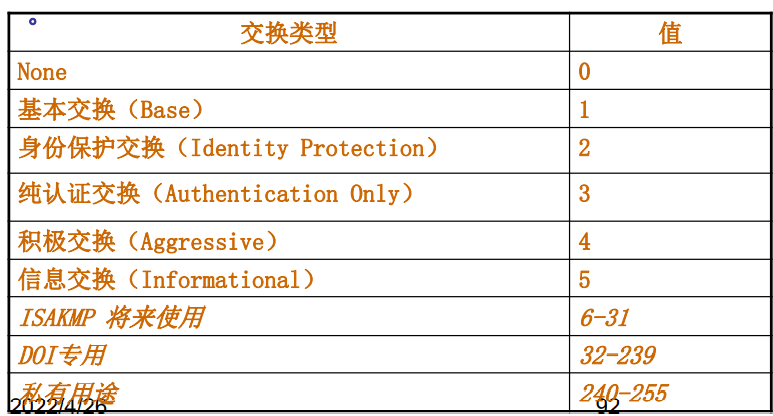 。
交换类型 值
None 0
基本交换（Base） 1
身份保护交换（Identity Protection） 2
纯认证交换（Authentication Only） 3
积极交换（Aggressive） 4
信息交换（Informational） 5
ISAKMP 将来使用 6-31
DOI专用 32-239
私有用途 240-255
2022/4/26 92